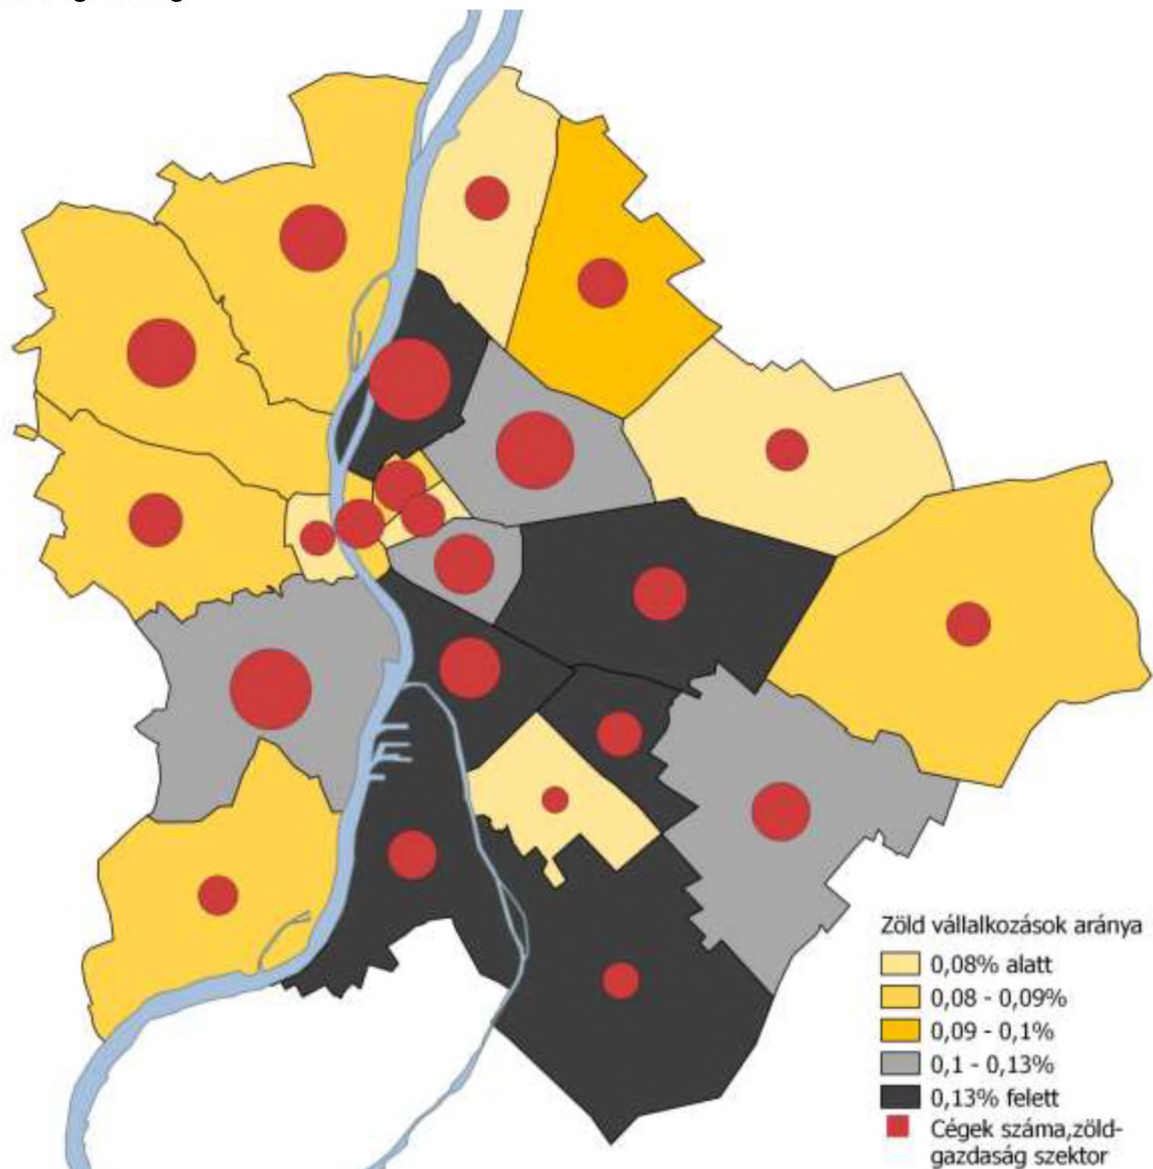 Zöld vállalkozások aránya
0,08% alatt
0,08 - 0,09%
0,09 - 0,1%
0,1 - 0,13%
0,13% felett
Cégek száma,zöld-
gazdaság szektor